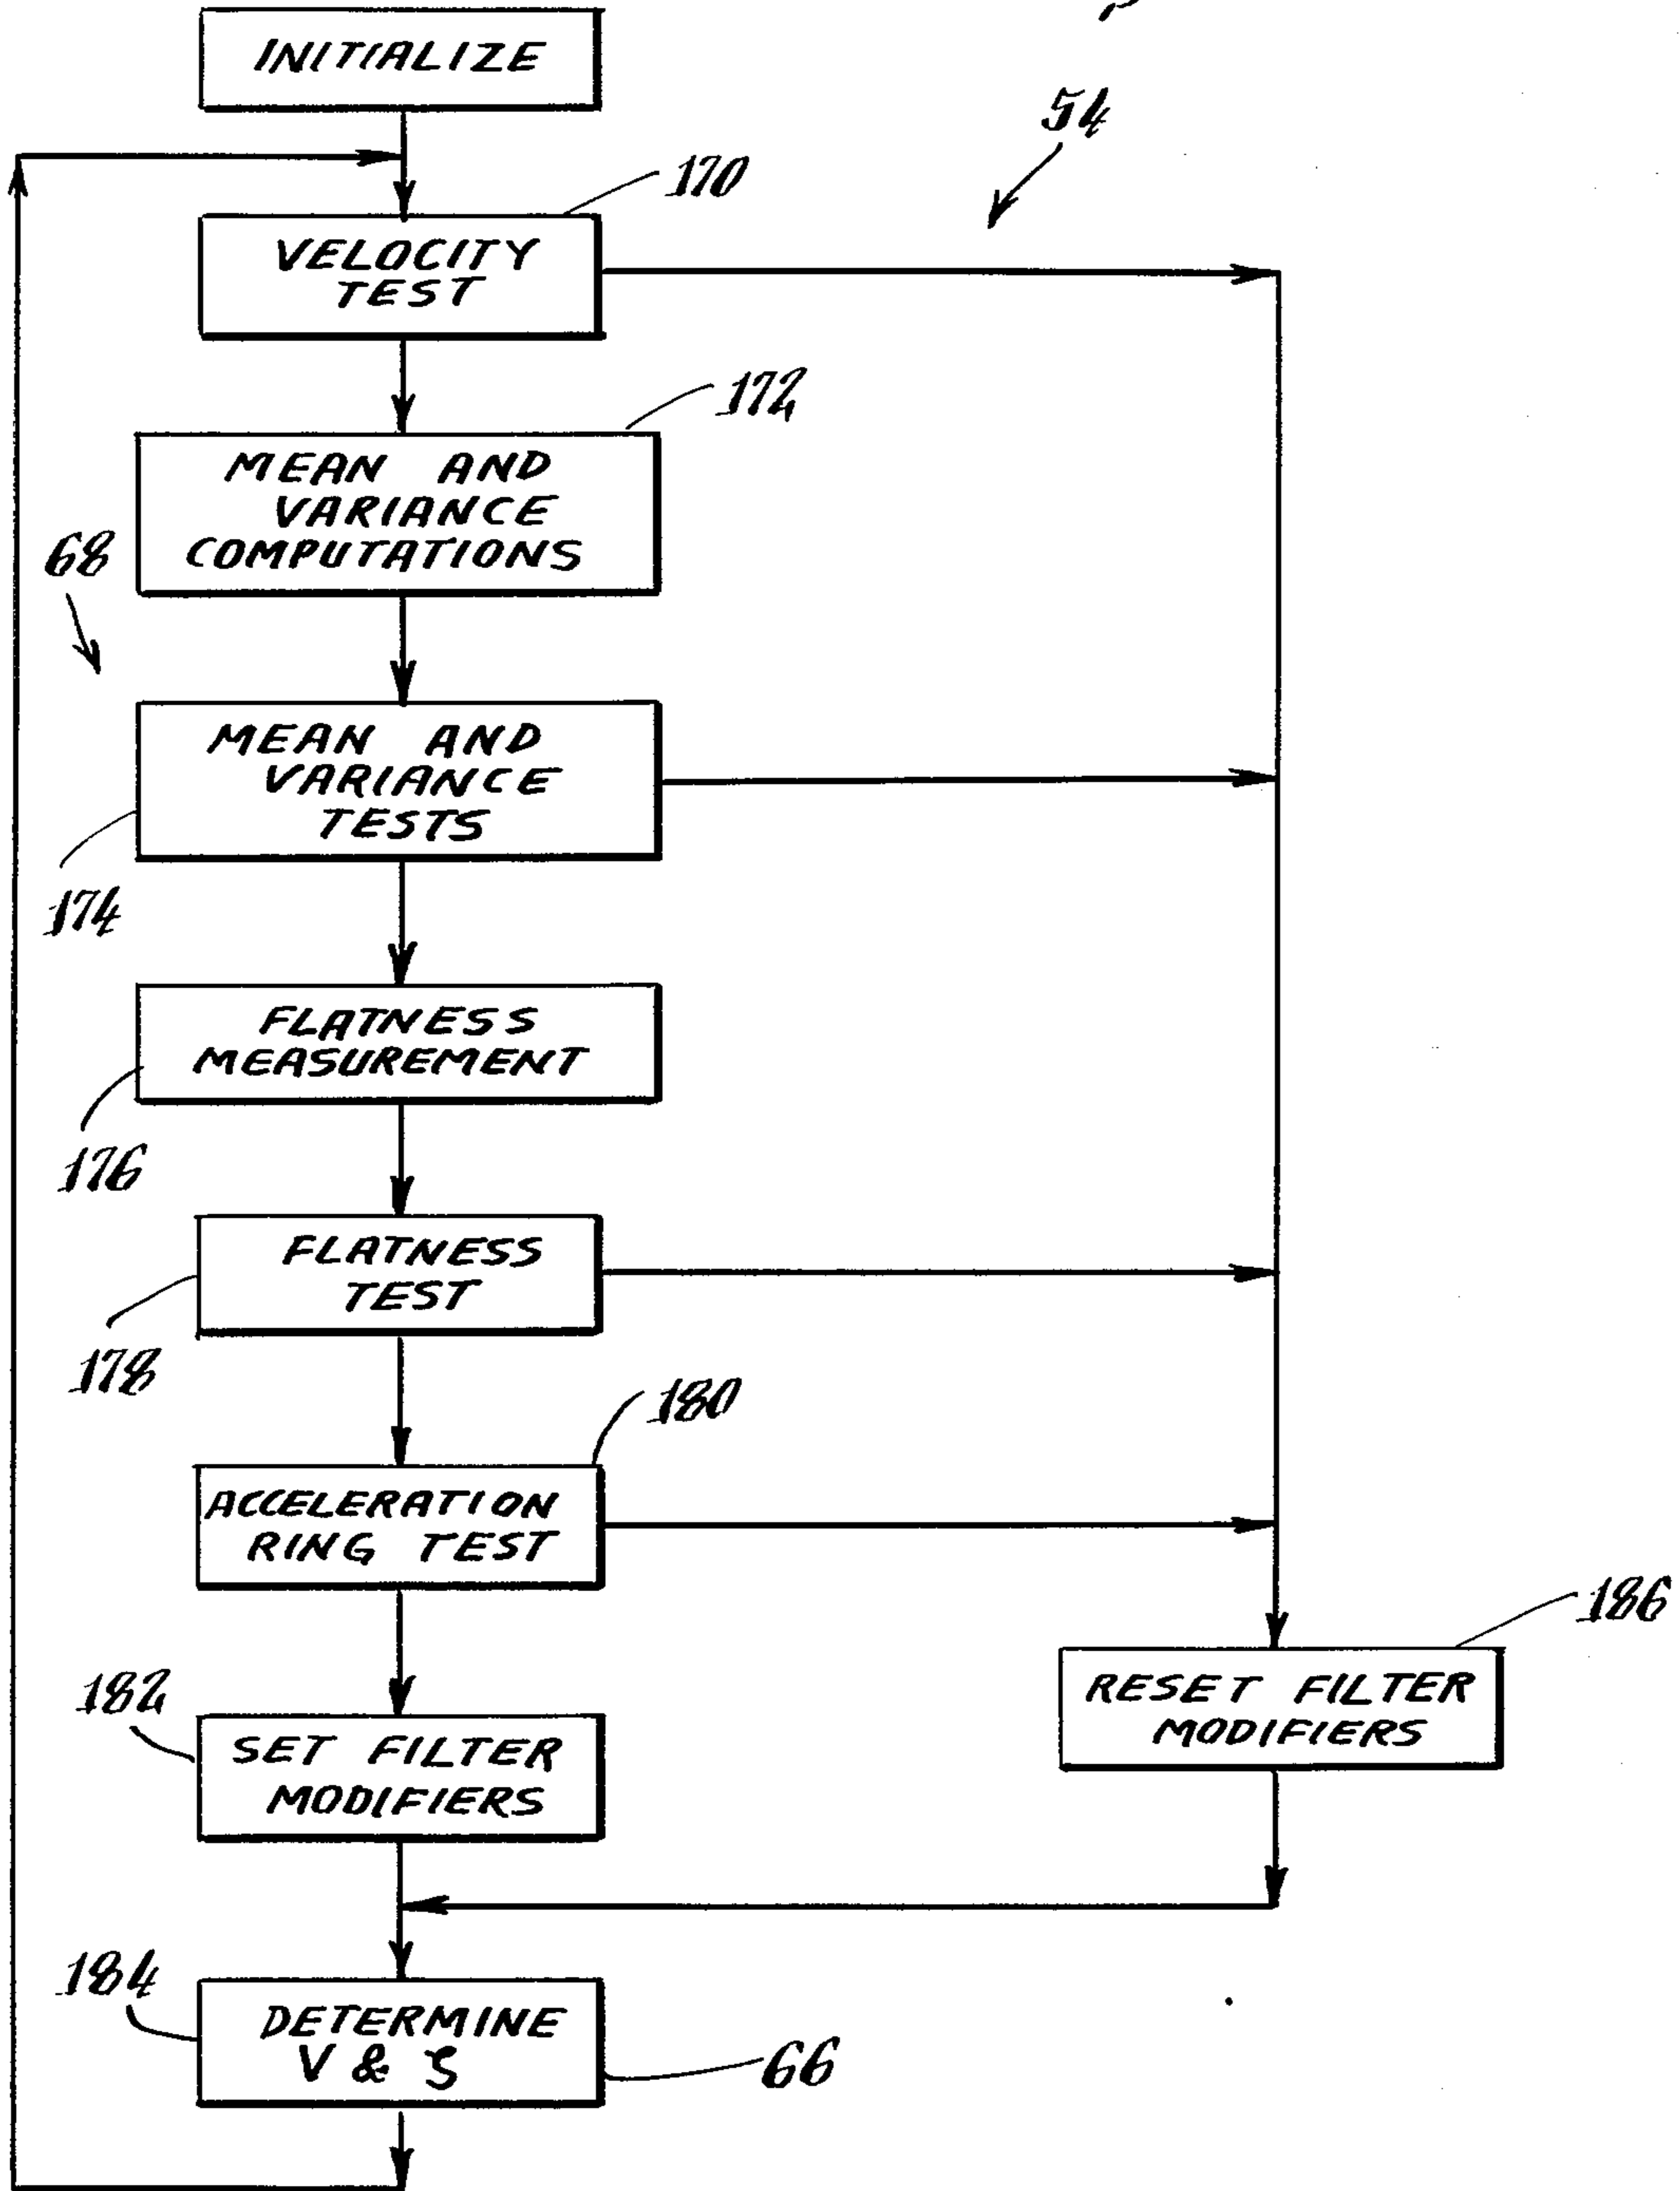 INITIALIZE
54
170
VELOCITY
TEST
172
MEAN AND
VARIANCE
COMPUTATIONS
68
MEAN AND
VARIANCE
TESTS
174
FLATNESS
MEASUREMENT
176
FLATNESS
TEST
178
180
ACCELERATION
RING TEST
186
RESET FILTER
MODIFIERS
182
SET FILTER
MODIFIERS
184
DETERMINE
V & ζ
66